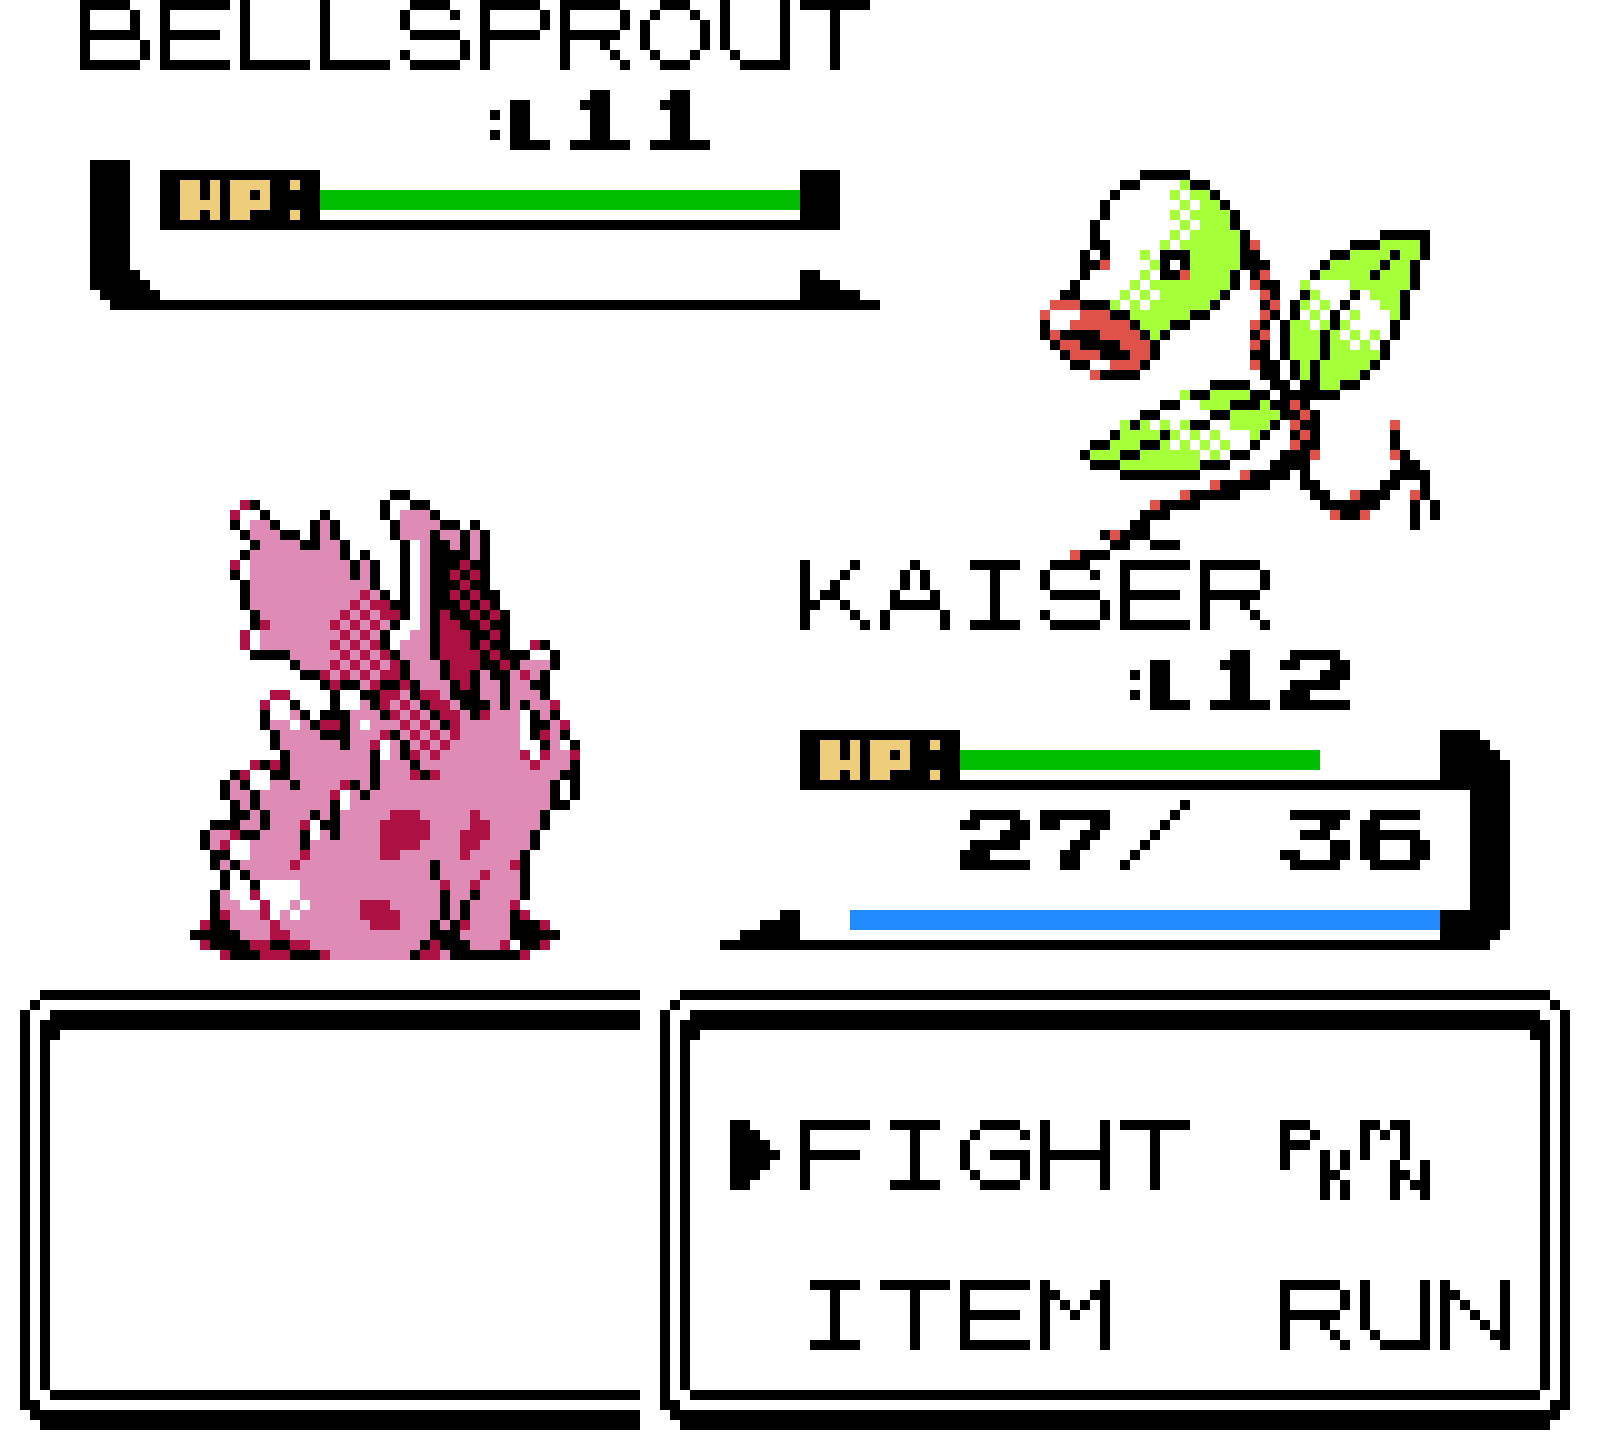 BELLSPROUT
:L11
HP:
KAISER
:L12
HP:
27/ 36
FIGHT PKMN
ITEM RUN